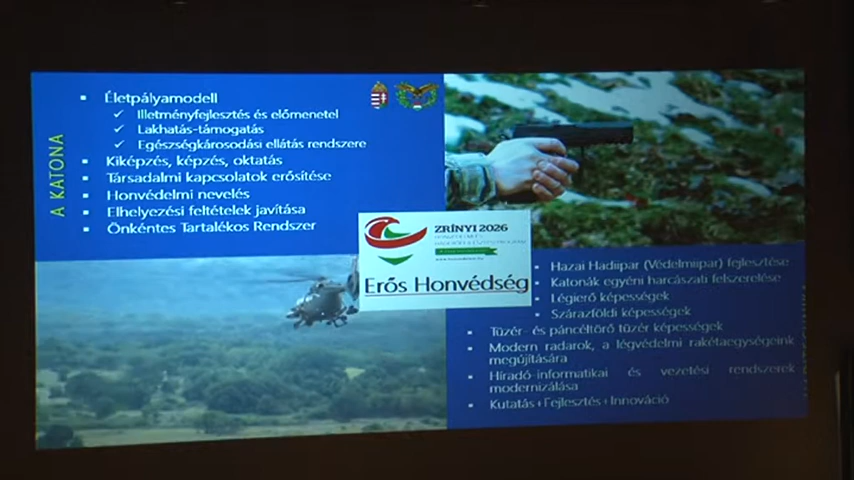 A KATONA
Életpályamodell
Illetményfejlesztés és előmenetel
Lakhatás-támogatás
Egészségkárosodási ellátás rendszere
Kiképzés, képzés, oktatás
Társadalmi kapcsolatok erősítése
Honvédelmi nevelés
Elhelyezési feltételek javítása
Önkéntes Tartalékos Rendszer
ZRÍNYI 2026
Erős Honvédség
Hazai Hadiipar (Védelmiipar) fejlesztése
Katonák egyéni harcászati felszerelése
Légierő képességek
Szárazföldi képességek
Tüzér- és páncéltörő tüzér képességek
Modern radarok, a légvédelmi rakétaegységeink
megújítására
Híradó-informatikai és vezetési rendszerek
modernizálása
Kutatás+Fejlesztés+Innováció